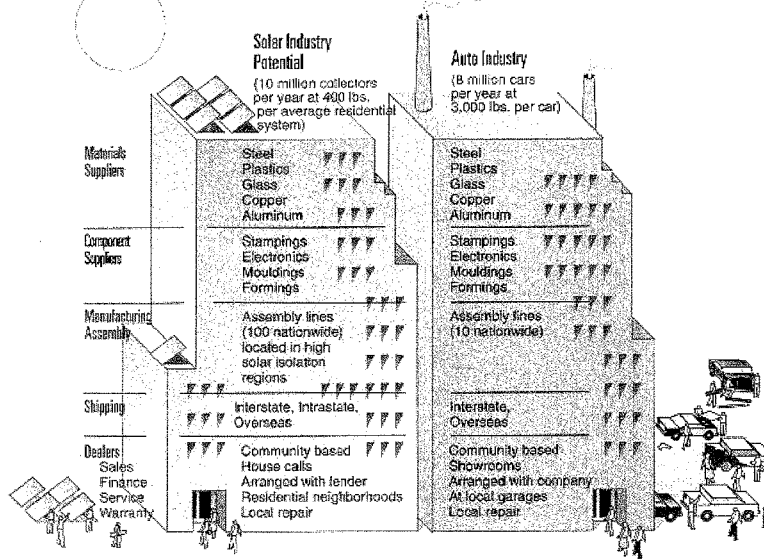 Solar Industry
Potential
(10 million collectors
per year at 400 lbs.
per average residential
system)
Auto Industry
(8 million cars
per year at
3,000 lbs. per car)
Materials
Suppliers
Steel
Plastics
Glass
Copper
Aluminum
Steel
Plastics
Glass
Copper
Aluminum
Component
Suppliers
Stampings
Electronics
Mouldings
Formings
Stampings
Electronics
Mouldings
Formings
Manufacturing
Assembly
Assembly lines
(100 nationwide)
located in high
solar isolation
regions
Assembly lines
(10 nationwide)
Shipping
Interstate, Intrastate,
Overseas
Interstate,
Overseas
Dealers
Sales
Finance
Service
Warranty
Community based
House calls
Arranged with lender
Residential neighborhoods
Local repair
Community based
Showrooms
Arranged with company
At local garages
Local repair